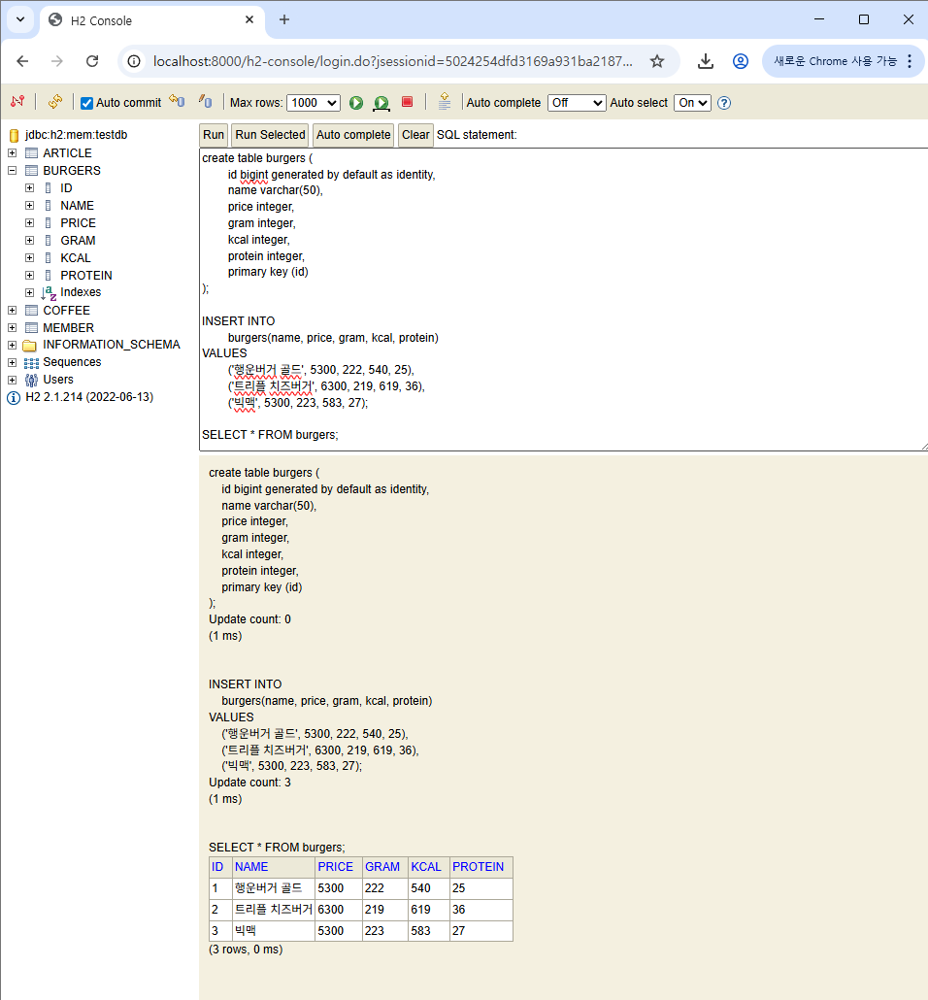 H2 Console
localhost:8000/h2-console/login.do?jsessionid=5024254dfd3169a931ba2187...
새로운 Chrome 사용 가능
Auto commit
Max rows: 1000
Auto complete Off Auto select On
jdbc:h2:mem:testdb
ARTICLE
BURGERS
ID
NAME
PRICE
GRAM
KCAL
PROTEIN
Indexes
COFFEE
MEMBER
INFORMATION_SCHEMA
Sequences
Users
H2 2.1.214 (2022-06-13)
Run Run Selected Auto complete Clear SQL statement:
create table burgers (
id bigint generated by default as identity,
name varchar(50),
price integer,
gram integer,
kcal integer,
protein integer,
primary key (id)
);
INSERT INTO
burgers(name, price, gram, kcal, protein)
VALUES
('행운버거 골드', 5300, 222, 540, 25),
('트리플 치즈버거', 6300, 219, 619, 36),
('빅맥', 5300, 223, 583, 27);
SELECT * FROM burgers;
create table burgers (
id bigint generated by default as identity,
name varchar(50),
price integer,
gram integer,
kcal integer,
protein integer,
primary key (id)
);
Update count: 0
(1 ms)
INSERT INTO
burgers(name, price, gram, kcal, protein)
VALUES
('행운버거 골드', 5300, 222, 540, 25),
('트리플 치즈버거', 6300, 219, 619, 36),
('빅맥', 5300, 223, 583, 27);
Update count: 3
(1 ms)
SELECT * FROM burgers;
ID NAME PRICE GRAM KCAL PROTEIN
1 행운버거 골드 5300 222 540 25
2 트리플 치즈버거 6300 219 619 36
3 빅맥 5300 223 583 27
(3 rows, 0 ms)